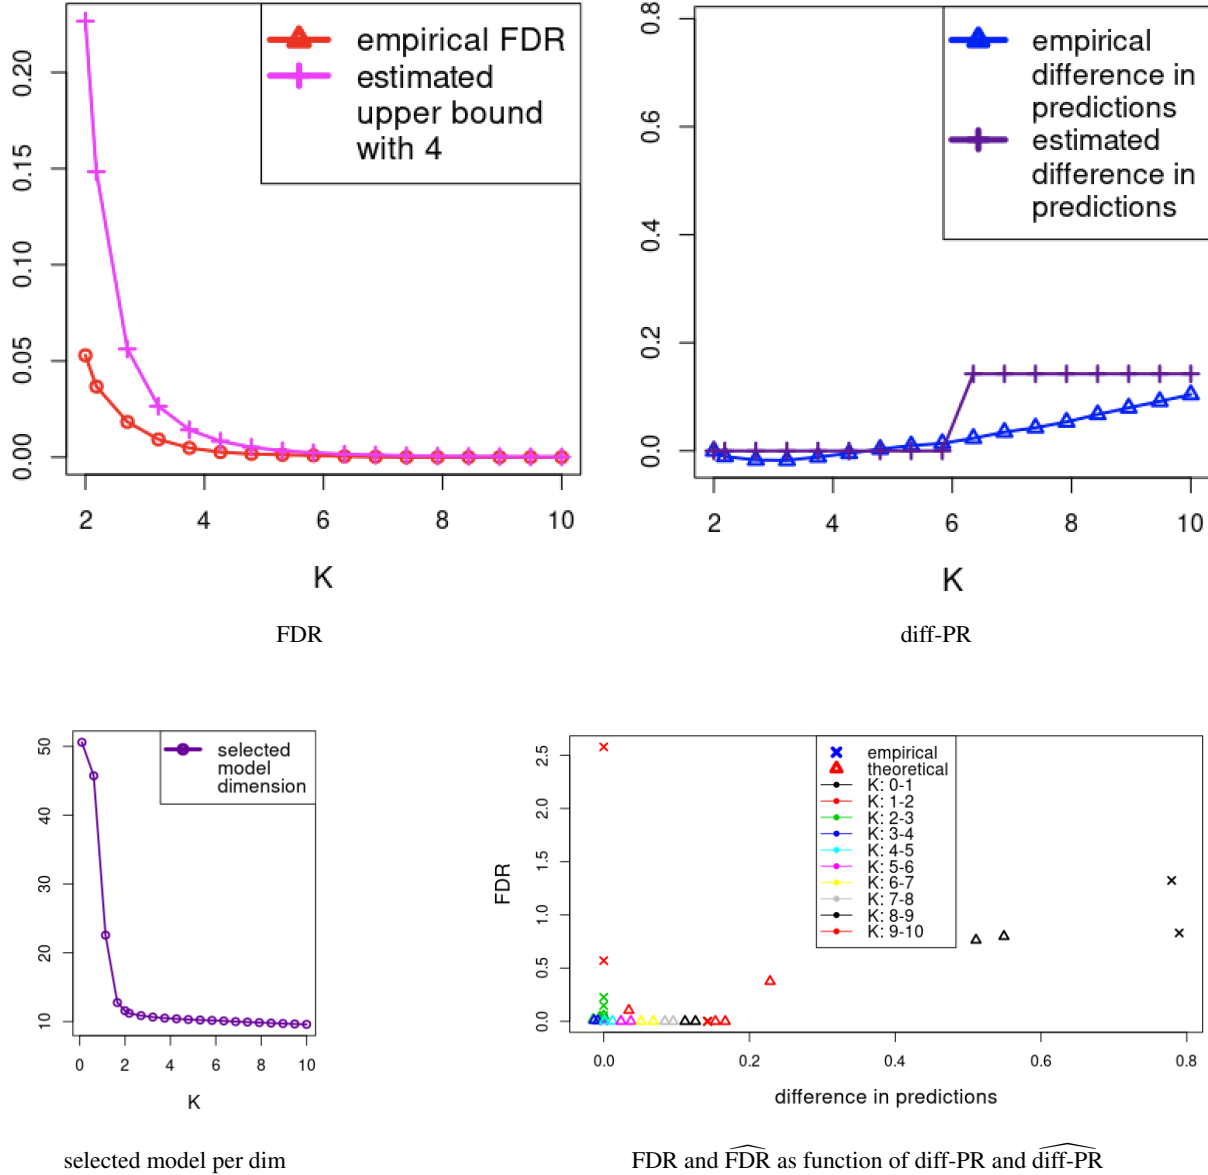 empirical FDR
estimated
upper bound
with 4
0.00 0.05 0.10 0.15 0.20
2 4 6 8 10
K
FDR
empirical
difference in
predictions
estimated
difference in
predictions
0.0 0.2 0.4 0.6 0.8
2 4 6 8 10
K
diff-PR
selected
model
dimension
10 20 30 40 50
0 2 4 6 8 10
K
selected model per dim
empirical
theoretical
K: 0-1
K: 1-2
K: 2-3
K: 3-4
K: 4-5
K: 5-6
K: 6-7
K: 7-8
K: 8-9
K: 9-10
FDR
0.0 0.5 1.0 1.5 2.0 2.5
0.0 0.2 0.4 0.6 0.8
difference in predictions
FDR and \widehat{FDR} as function of diff-PR and \widehat{diff-PR}